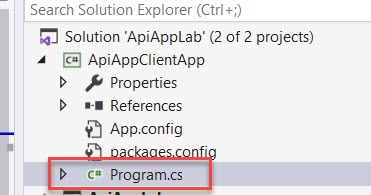 Search Solution Explorer (Ctrl+;)
Solution 'ApiAppLab' (2 of 2 projects)
C# ApiAppClientApp
Properties
References
App.config
packages.config
C# Program.cs